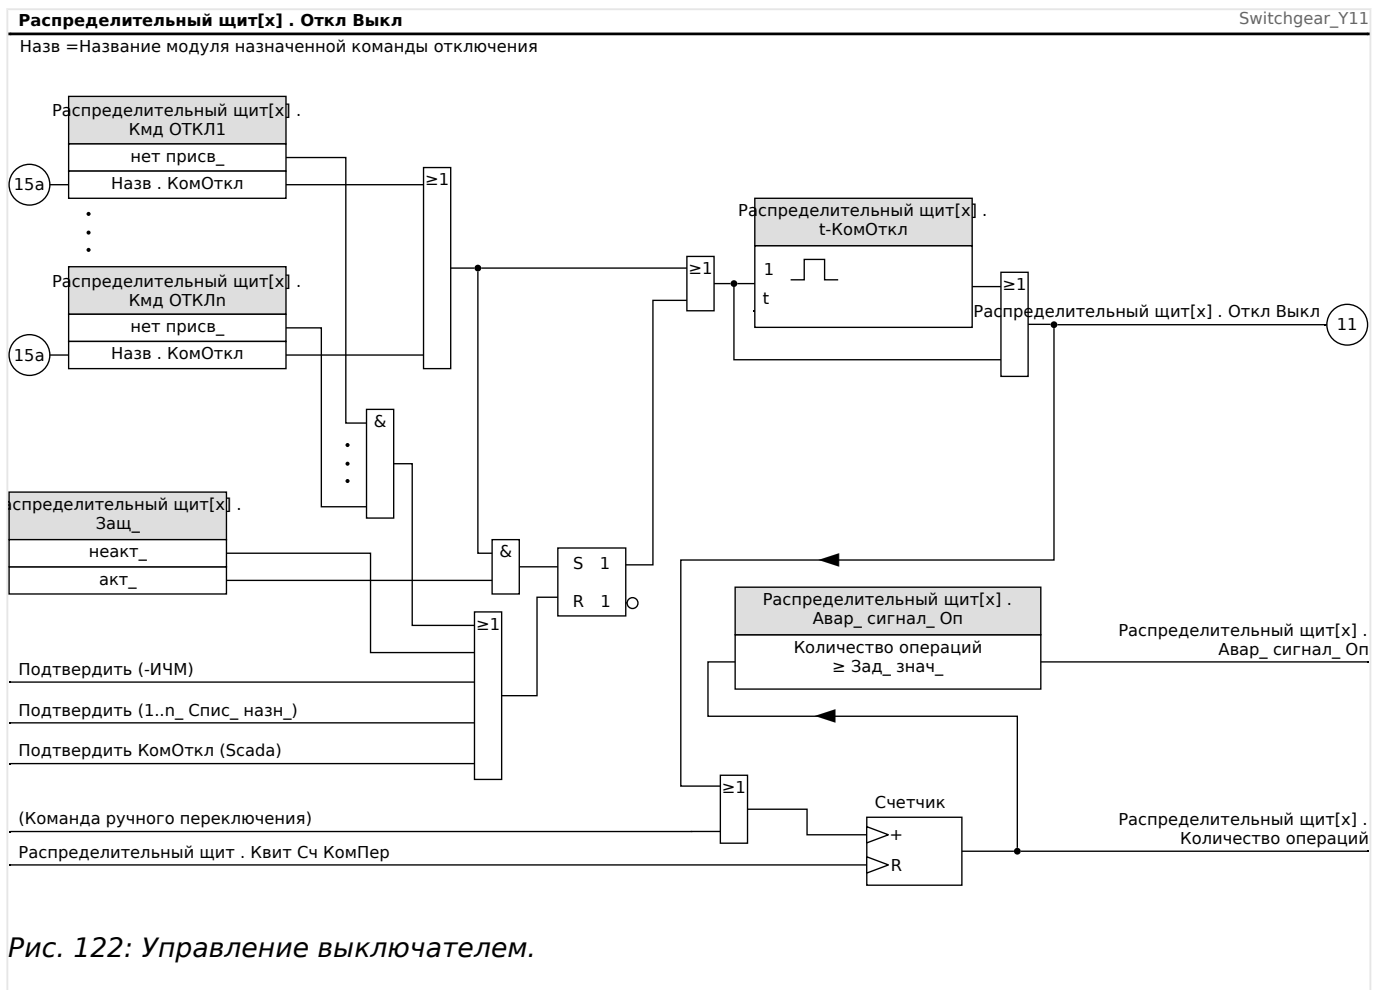 Распределительный щит[x] . Откл Выкл
Switchgear_Y11
Назв =Название модуля назначенной команды отключения
Распределительный щит[x] .
Кмд ОТКЛ1
нет присв_
15a
Назв . КомОткл
≥1
Распределительный щит[x] .
t-КомОткл
1
t
≥1
≥1
Распределительный щит[x] . Откл Выкл
11
Распределительный щит[x] .
Кмд ОТКЛn
нет присв_
15a
Назв . КомОткл
&
аспределительный щит[x] .
Защ_
неакт_
акт_
&
S 1
R 1
≥1
Подтвердить (-ИЧМ)
Подтвердить (1..n_ Спис_ назн_)
Подтвердить КомОткл (Scada)
Распределительный щит[x] .
Авар_ сигнал_ Оп
Количество операций
≥ Зад_ знач_
Распределительный щит[x] .
Авар_ сигнал_ Оп
≥1
(Команда ручного переключения)
Распределительный щит . Квит Сч КомПер
Счетчик
+
R
Распределительный щит[x] .
Количество операций
Рис. 122: Управление выключателем.